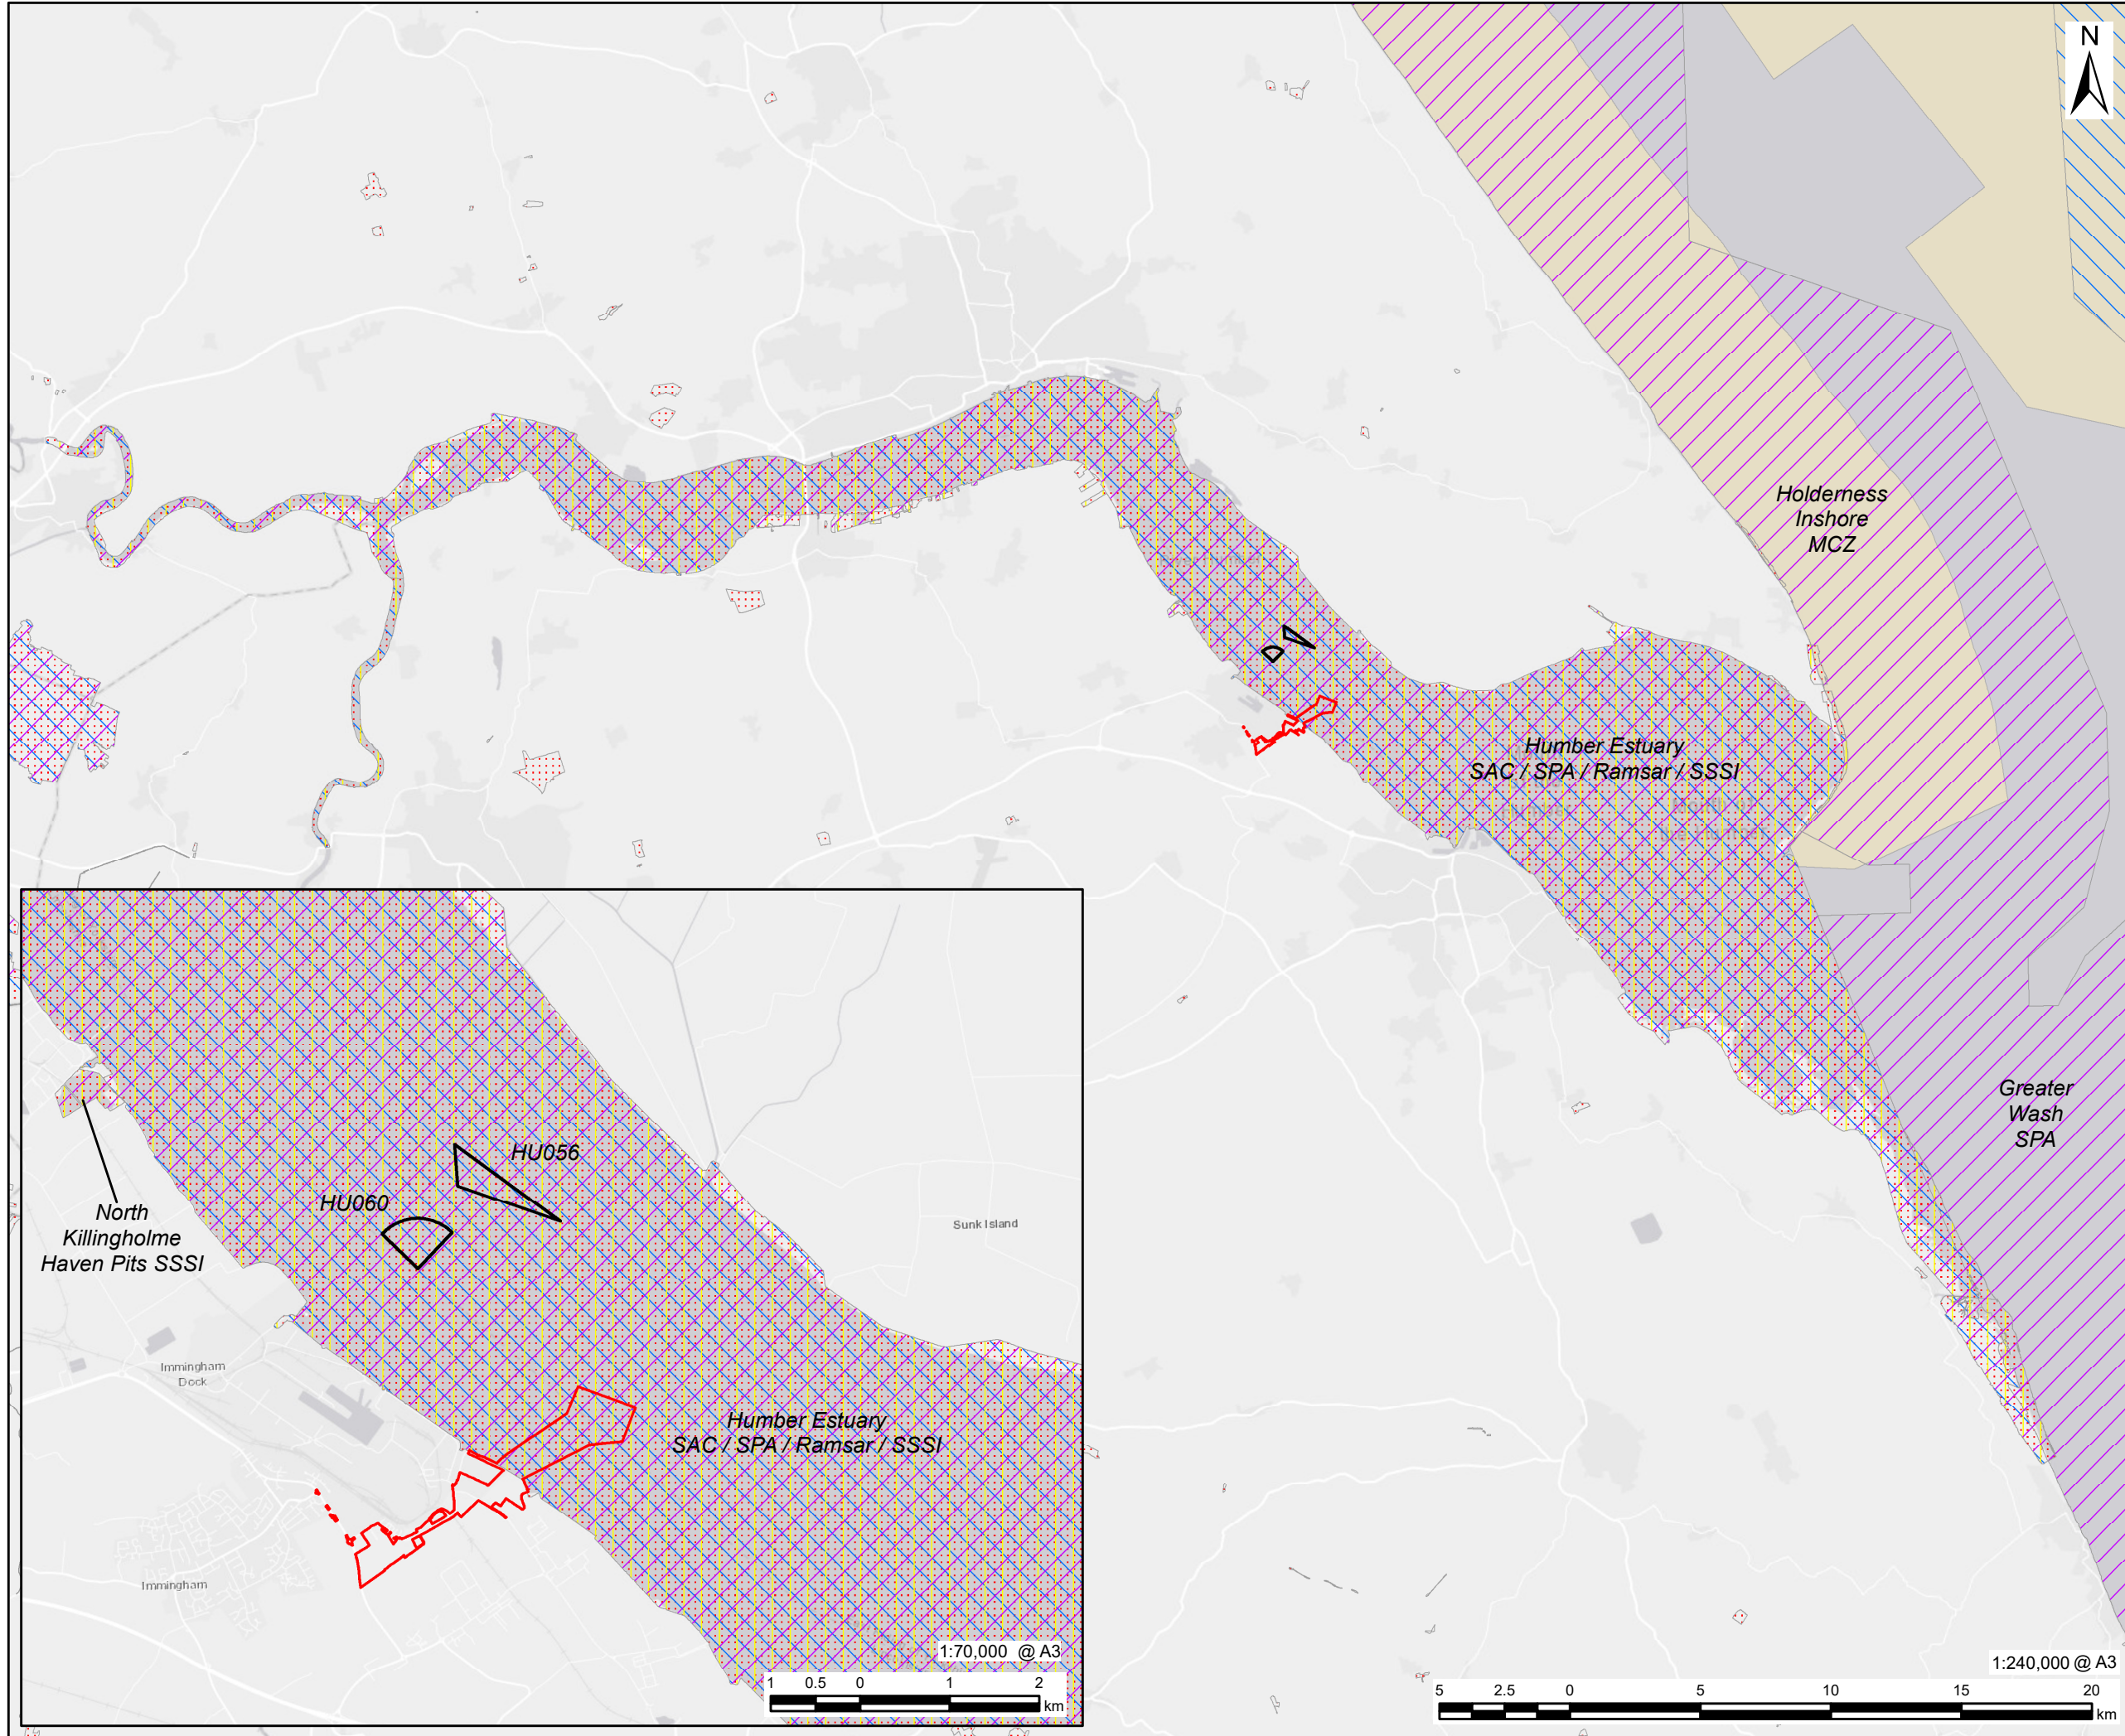 N
Holderness
Inshore
MCZ
Humber Estuary
SAC / SPA / Ramsar / SSSI
Greater
Wash
SPA
HU056
HU060
North
Killingholme
Haven Pits SSSI
Sunk Island
Immingham
Dock
Humber Estuary
SAC / SPA / Ramsar / SSSI
Immingham
1:70,000 @ A3
1 0.5 0 1 2
km
1:240,000 @ A3
5 2.5 0 5 10 15 20
km